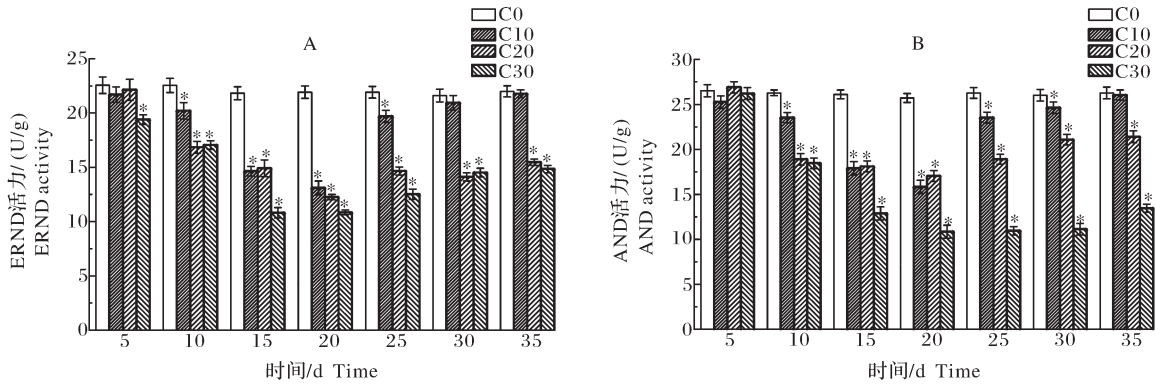 A
C0
C10
C20
C30
25
20
15
10
5
0
ERND活力/(U/g)
ERND activity
* * * * * * * * * * * * * * * * *
5 10 15 20 25 30 35
时间/d Time
B
C0
C10
C20
C30
30
25
20
15
10
5
0
AND活力/(U/g)
AND activity
* * * * * * * * * * * * * * * * *
5 10 15 20 25 30 35
时间/d Time